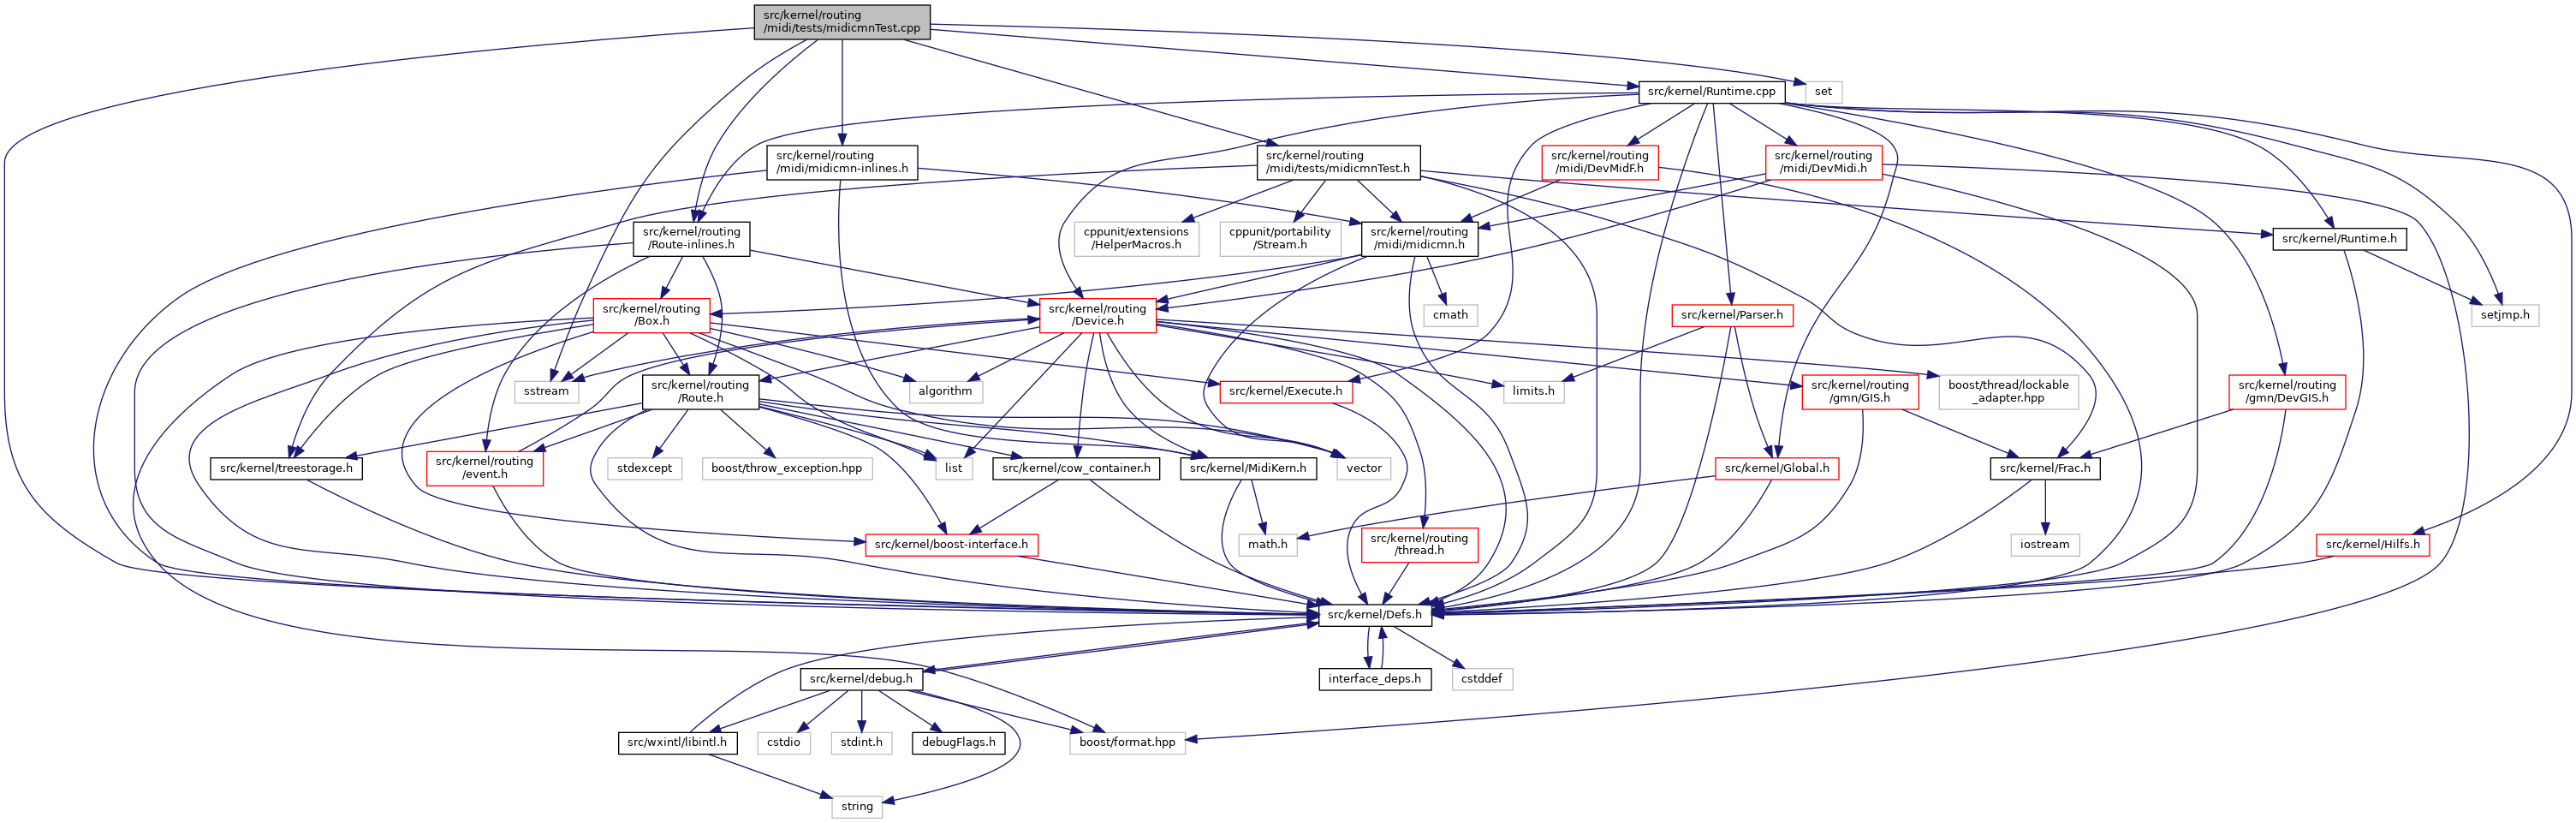 src/kernel/routing
/midi/tests/midicmnTest.cpp
src/kernel/Runtime.cpp
set
src/kernel/routing
/midi/midicmn-inlines.h
src/kernel/routing
/midi/tests/midicmnTest.h
src/kernel/routing
/midi/DevMidF.h
src/kernel/routing
/midi/DevMidi.h
src/kernel/routing
/Route-inlines.h
cppunit/extensions
/HelperMacros.h
cppunit/portability
/Stream.h
src/kernel/routing
/midi/midicmn.h
src/kernel/Runtime.h
src/kernel/routing
/Box.h
src/kernel/routing
/Device.h
cmath
src/kernel/Parser.h
setjmp.h
sstream
src/kernel/routing
/Route.h
algorithm
src/kernel/Execute.h
limits.h
src/kernel/routing
/gmn/GIS.h
boost/thread/lockable
_adapter.hpp
src/kernel/routing
/gmn/DevGIS.h
src/kernel/treestorage.h
src/kernel/routing
/event.h
stdexcept
boost/throw_exception.hpp
list
src/kernel/cow_container.h
src/kernel/MidiKern.h
vector
src/kernel/Global.h
src/kernel/Frac.h
src/kernel/boost-interface.h
math.h
src/kernel/routing
/thread.h
iostream
src/kernel/Hilfs.h
src/kernel/Defs.h
src/kernel/debug.h
interface_deps.h
cstddef
src/wxintl/libintl.h
cstdio
stdint.h
debugFlags.h
boost/format.hpp
string